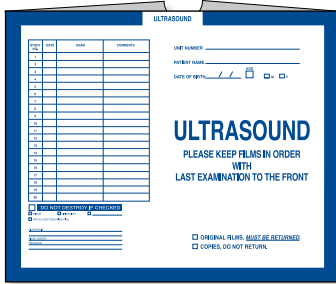 ULTRASOUND
STUDY NO.
DATE
EXAM
COMMENTS
1
2
3
4
5
6
7
8
9
10
11
12
13
14
15
16
17
18
19
20
DO NOT DESTROY IF CHECKED
UNIT NUMBER
PATIENT NAME
DATE OF BIRTH / / AGE M F
ULTRASOUND
PLEASE KEEP FILMS IN ORDER
WITH
LAST EXAMINATION TO THE FRONT
ORIGINAL FILMS, MUST BE RETURNED.
COPIES, DO NOT RETURN.